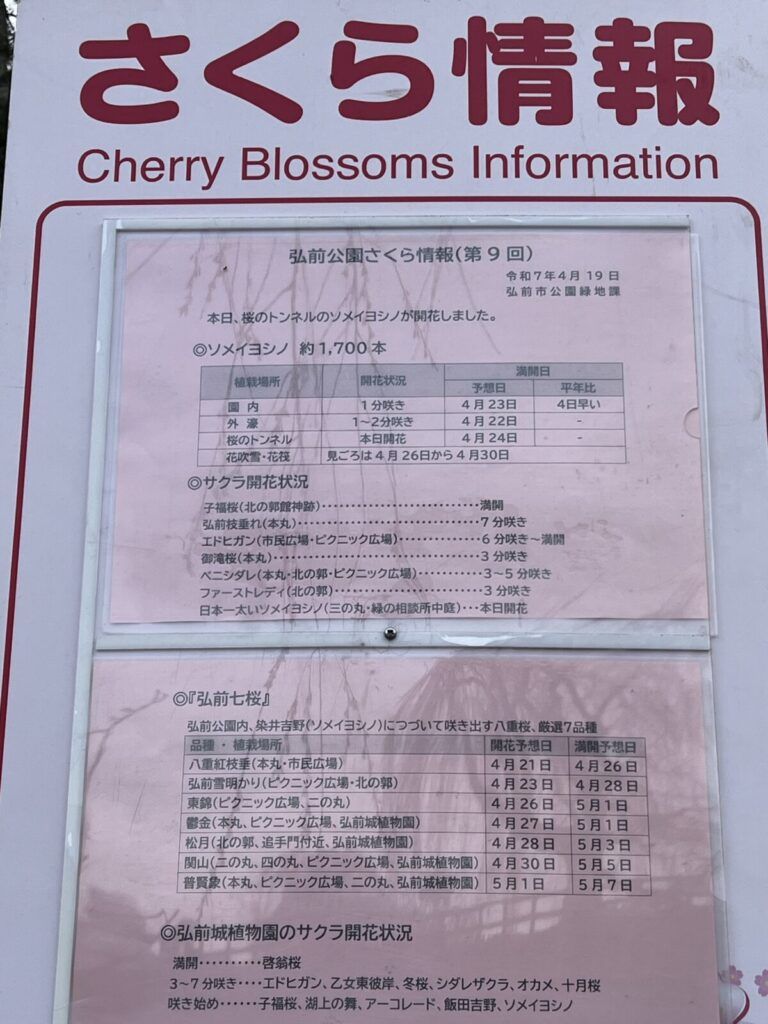 さくら情報
Cherry Blossoms Information
弘前公園さくら情報(第9回)
令和7年4月19日
弘前市公園緑地課
本日、桜のトンネルのソメイヨシノが開花しました。
◎ソメイヨシノ 約1,700本
植栽場所 開花状況 満開日
予想日 平年比
園内 1分咲き 4月23日 4日早い
外濠 1~2分咲き 4月22日 -
桜のトンネル 本日開花 4月24日 -
花吹雪・花筏 見ごろは4月26日から4月30日
◎サクラ開花状況
子福桜(北の郭館神跡)・・・・・・・・・・・・・・・・・・・・・・・・満開
弘前枝垂れ(本丸)・・・・・・・・・・・・・・・・・・・・・・・・・・・7分咲き
エドヒガン(市民広場・ピクニック広場)・・・・・・・・・・・・6分咲き~満開
御滝桜(本丸)・・・・・・・・・・・・・・・・・・・・・・・・・・・・・・3分咲き
ベニシダレ(本丸・北の郭・ピクニック広場)・・・・・・・・・3~5分咲き
ファーストレディ(北の郭)・・・・・・・・・・・・・・・・・・・・3分咲き
日本一太いソメイヨシノ(三の丸・緑の相談所中庭)・・・本日開花
◎『弘前七桜』
弘前公園内、染井吉野(ソメイヨシノ)につづいて咲き出す八重桜、厳選7品種
品種・植栽場所 開花予想日 満開予想日
八重紅枝垂(本丸・市民広場) 4月21日 4月26日
弘前雪明かり(ピクニック広場・北の郭) 4月23日 4月28日
東錦(ピクニック広場、二の丸) 4月26日 5月1日
鬱金(本丸、ピクニック広場、弘前城植物園) 4月27日 5月1日
松月(北の郭、追手門付近、弘前城植物園) 4月28日 5月3日
関山(二の丸、四の丸、ピクニック広場、弘前城植物園) 4月30日 5月5日
普賢象(本丸、ピクニック広場、二の丸、弘前城植物園) 5月1日 5月7日
◎弘前城植物園のサクラ開花状況
満開・・・・・・・・・・啓翁桜
3~7分咲き・・・・エドヒガン、乙女東彼岸、冬桜、シダレザクラ、オカメ、十月桜
咲き始め・・・・・・子福桜、湖上の舞、アーコレード、飯田吉野、ソメイヨシノ